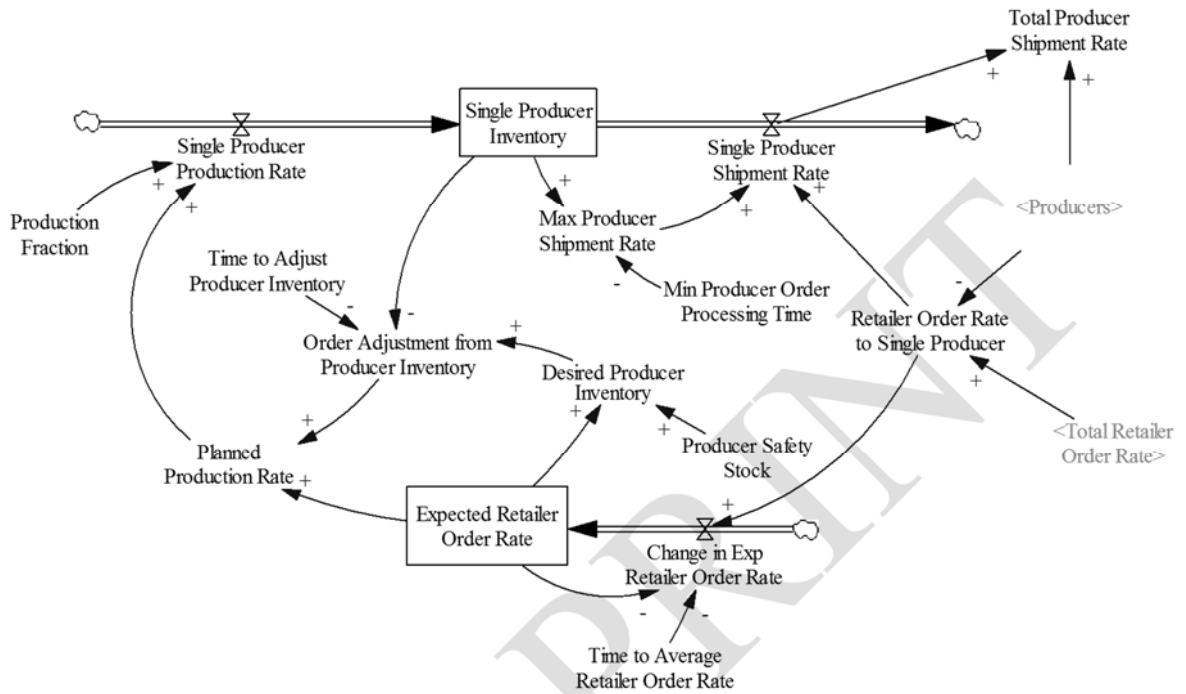 Total Producer
Shipment Rate
+
+
Single Producer
Inventory
Single Producer
Production Rate
Single Producer
Shipment Rate
+
+
+
+
+
Production
Fraction
Max Producer
Shipment Rate
<Producers>
Time to Adjust
Producer Inventory
-
Min Producer Order
Processing Time
-
-
-
Retailer Order Rate
to Single Producer
Order Adjustment from
Producer Inventory
+
Desired Producer
Inventory
+
+
+
+
Producer Safety
Stock
<Total Retailer
Order Rate>
Planned
Production Rate
+
Expected Retailer
Order Rate
+
Change in Exp
Retailer Order Rate
-
-
Time to Average
Retailer Order Rate
PRINT